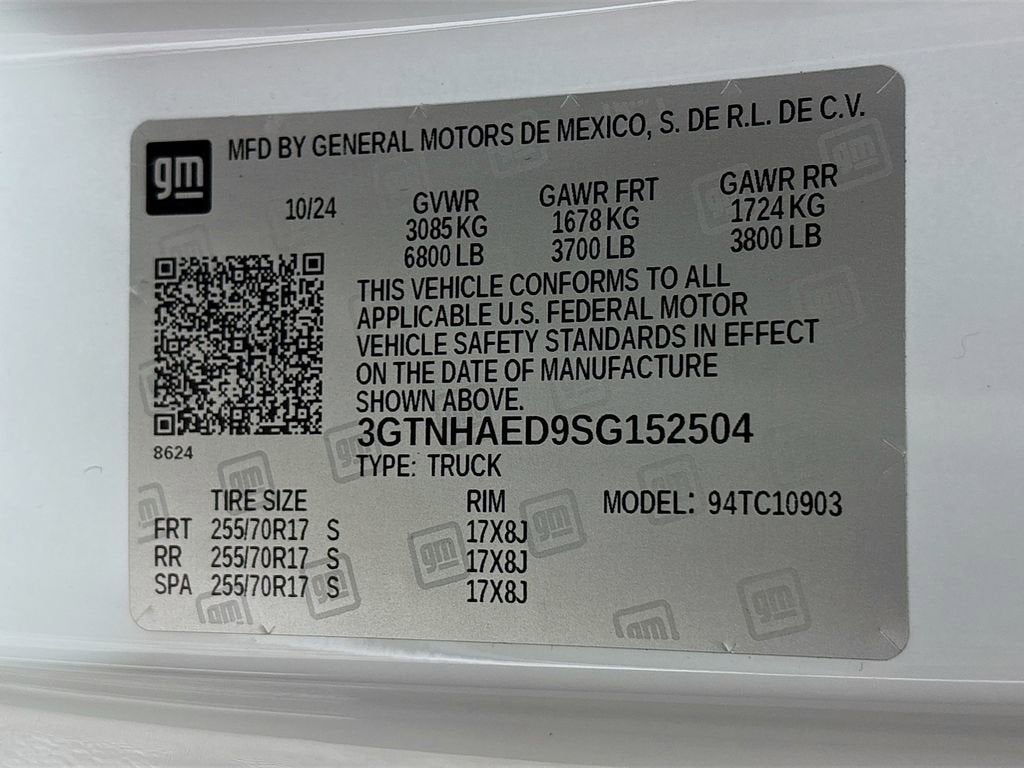 gm MFD BY GENERAL MOTORS DE MEXICO, S. DE R.L. DE C.V.
10/24 GVWR GAWR FRT GAWR RR
3085 KG 1678 KG 1724 KG
6800 LB 3700 LB 3800 LB
THIS VEHICLE CONFORMS TO ALL
APPLICABLE U.S. FEDERAL MOTOR
VEHICLE SAFETY STANDARDS IN EFFECT
ON THE DATE OF MANUFACTURE
SHOWN ABOVE.
3GTNHAED9SG152504
8624
TYPE: TRUCK
TIRE SIZE RIM MODEL: 94TC10903
FRT 255/70R17 S 17X8J
RR 255/70R17 S 17X8J
SPA 255/70R17 S 17X8J